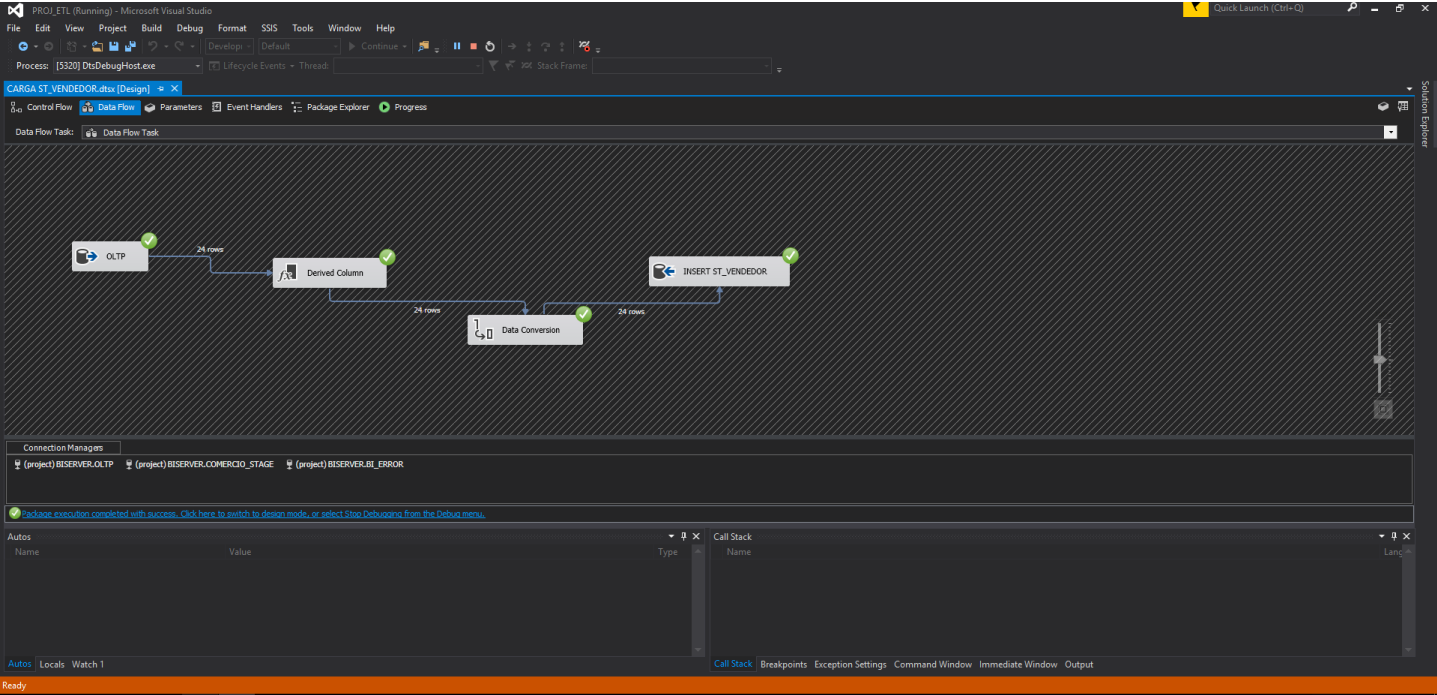 PROJ_ETL (Running) - Microsoft Visual Studio
Quick Launch (Ctrl+Q)
File Edit View Project Build Debug Format SSIS Tools Window Help
Developi Default Continue
Process: [5320] DtsDebugHost.exe Lifecycle Events Thread: Stack Frame:
CARGA ST_VENDEDOR.dtsx [Design]
Solution Explorer
Control Flow Data Flow Parameters Event Handlers Package Explorer Progress
Data Flow Task: Data Flow Task
OLTP
24 rows
Derived Column
24 rows
Data Conversion
24 rows
INSERT ST_VENDEDOR
Connection Managers
(project) BISERVER.OLTP (project) BISERVER.COMERCIO_STAGE (project) BISERVER.BI_ERROR
Package execution completed with success. Click here to switch to design mode, or select Stop Debugging from the Debug menu.
Autos
Name Value Type
Call Stack
Name Lang
Autos Locals Watch 1
Call Stack Breakpoints Exception Settings Command Window Immediate Window Output
Ready